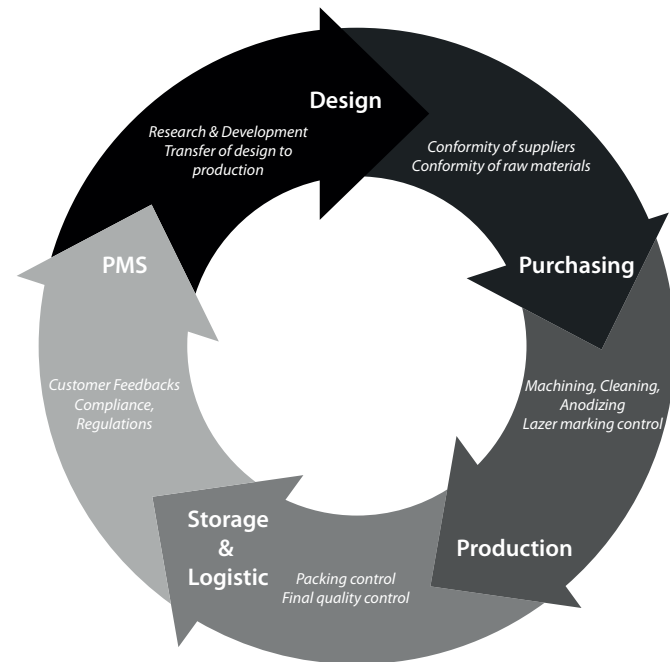 Design
Research & Development
Transfer of design to
production
Conformity of suppliers
Conformity of raw materials
Purchasing
Machining, Cleaning,
Anodizing
Lazer marking control
Production
Packing control
Final quality control
Storage
&
Logistic
Customer Feedbacks
Compliance,
Regulations
PMS